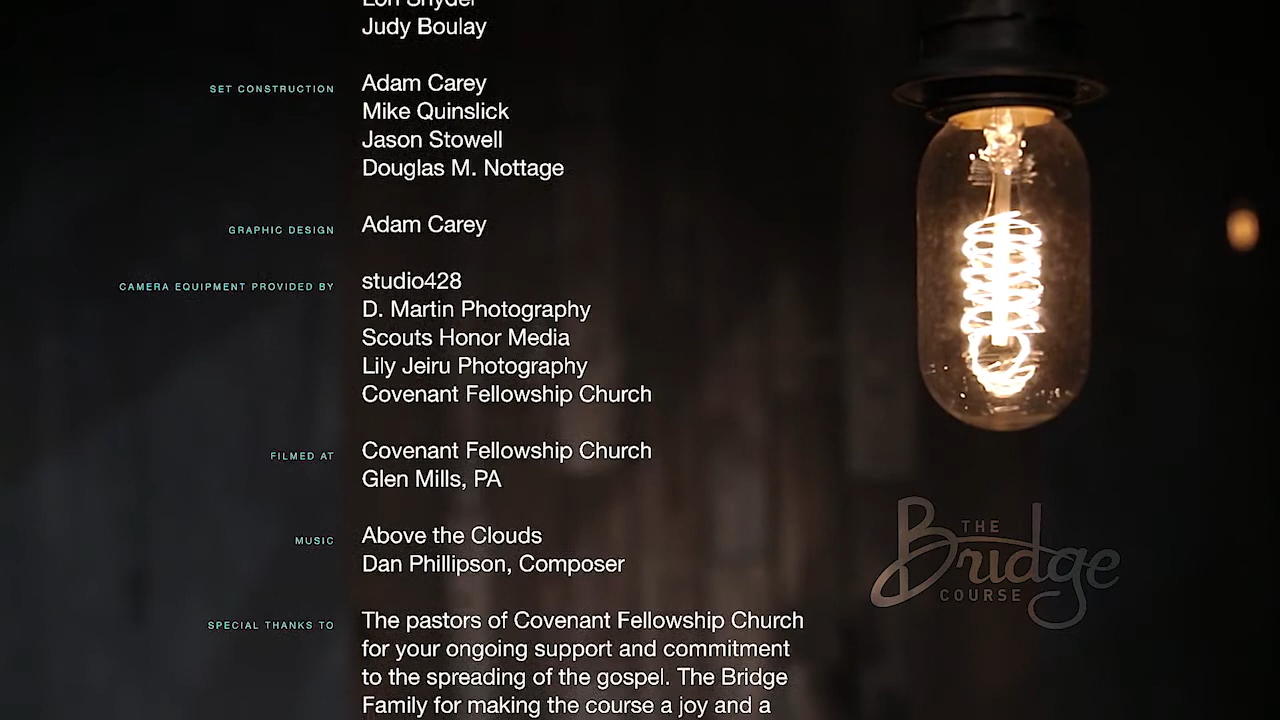 Lori Snyder
Judy Boulay
SET CONSTRUCTION
Adam Carey
Mike Quinslick
Jason Stowell
Douglas M. Nottage
GRAPHIC DESIGN
Adam Carey
CAMERA EQUIPMENT PROVIDED BY
studio428
D. Martin Photography
Scouts Honor Media
Lily Jeiru Photography
Covenant Fellowship Church
FILMED AT
Covenant Fellowship Church
Glen Mills, PA
MUSIC
Above the Clouds
Dan Phillipson, Composer
SPECIAL THANKS TO
The pastors of Covenant Fellowship Church
for your ongoing support and commitment
to the spreading of the gospel. The Bridge
Family for making the course a joy and a
THE
Bridge
COURSE